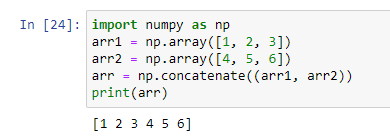 In [24]: import numpy as np
arr1 = np.array([1, 2, 3])
arr2 = np.array([4, 5, 6])
arr = np.concatenate((arr1, arr2))
print(arr)
[1 2 3 4 5 6]